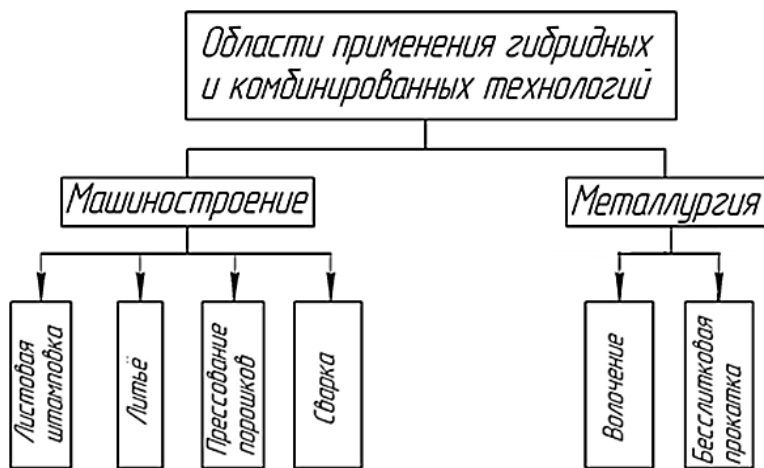 Области применения гибридных
и комбинированных технологий
Машиностроение
Металлургия
Листовая
штамповка
Литьё
Прессование
порошков
Сварка
Волочение
Бесслитковая
прокатка